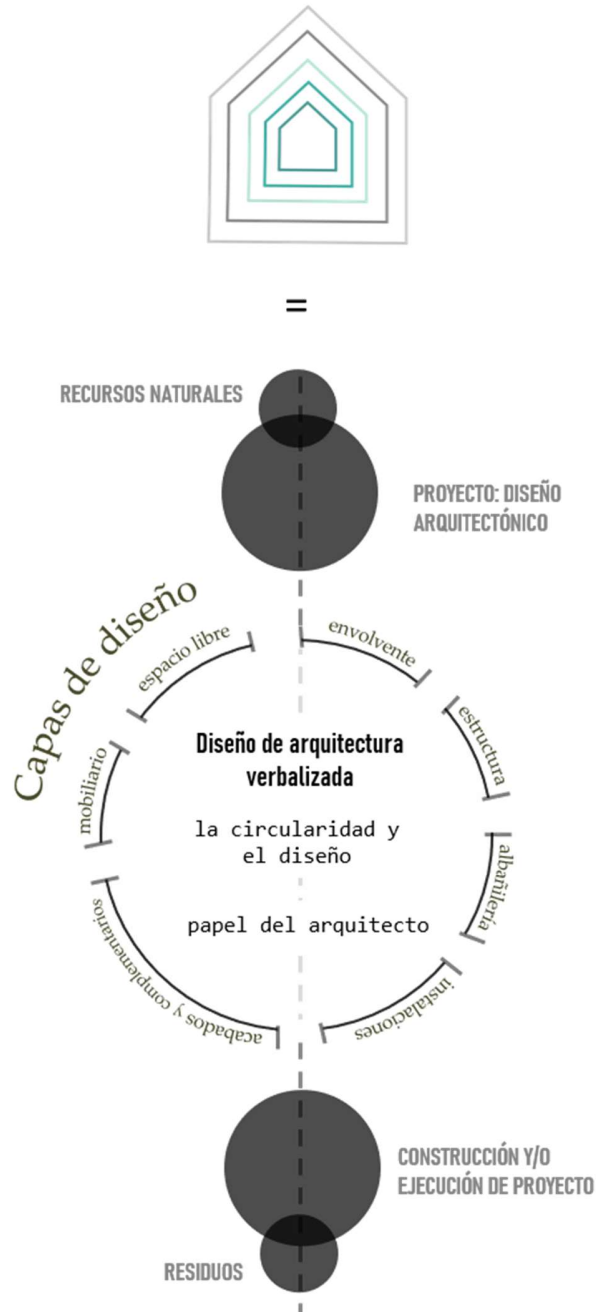 =
RECURSOS NATURALES
PROYECTO: DISEÑO
ARQUITECTÓNICO
Capas de diseño
espacio libre
envolvente
estructura
albañilería
instalaciones
acabados y complementarios
mobiliario
Diseño de arquitectura
verbalizada
la circularidad y
el diseño
papel del arquitecto
CONSTRUCCIÓN Y/O
EJECUCIÓN DE PROYECTO
RESIDUOS